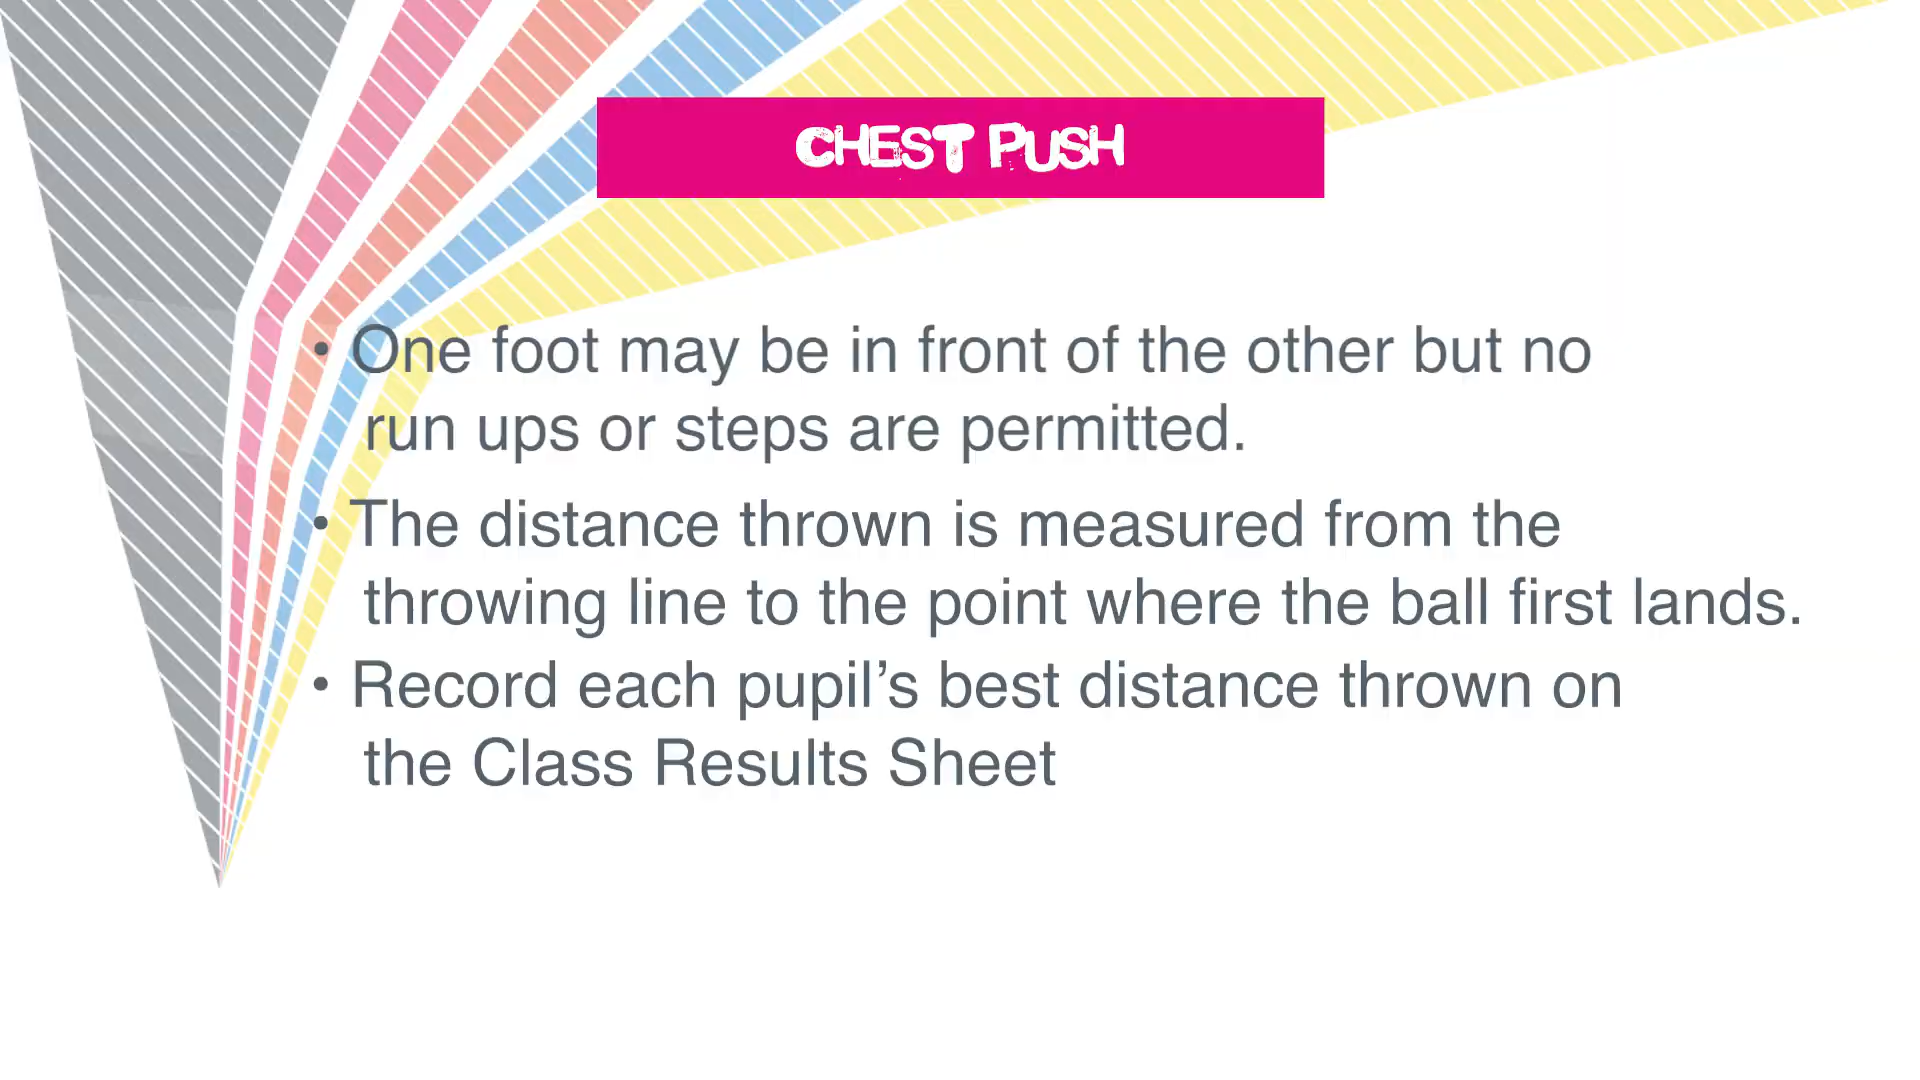 CHEST PUSH
• One foot may be in front of the other but no
run ups or steps are permitted.
• The distance thrown is measured from the
throwing line to the point where the ball first lands.
• Record each pupil’s best distance thrown on
the Class Results Sheet